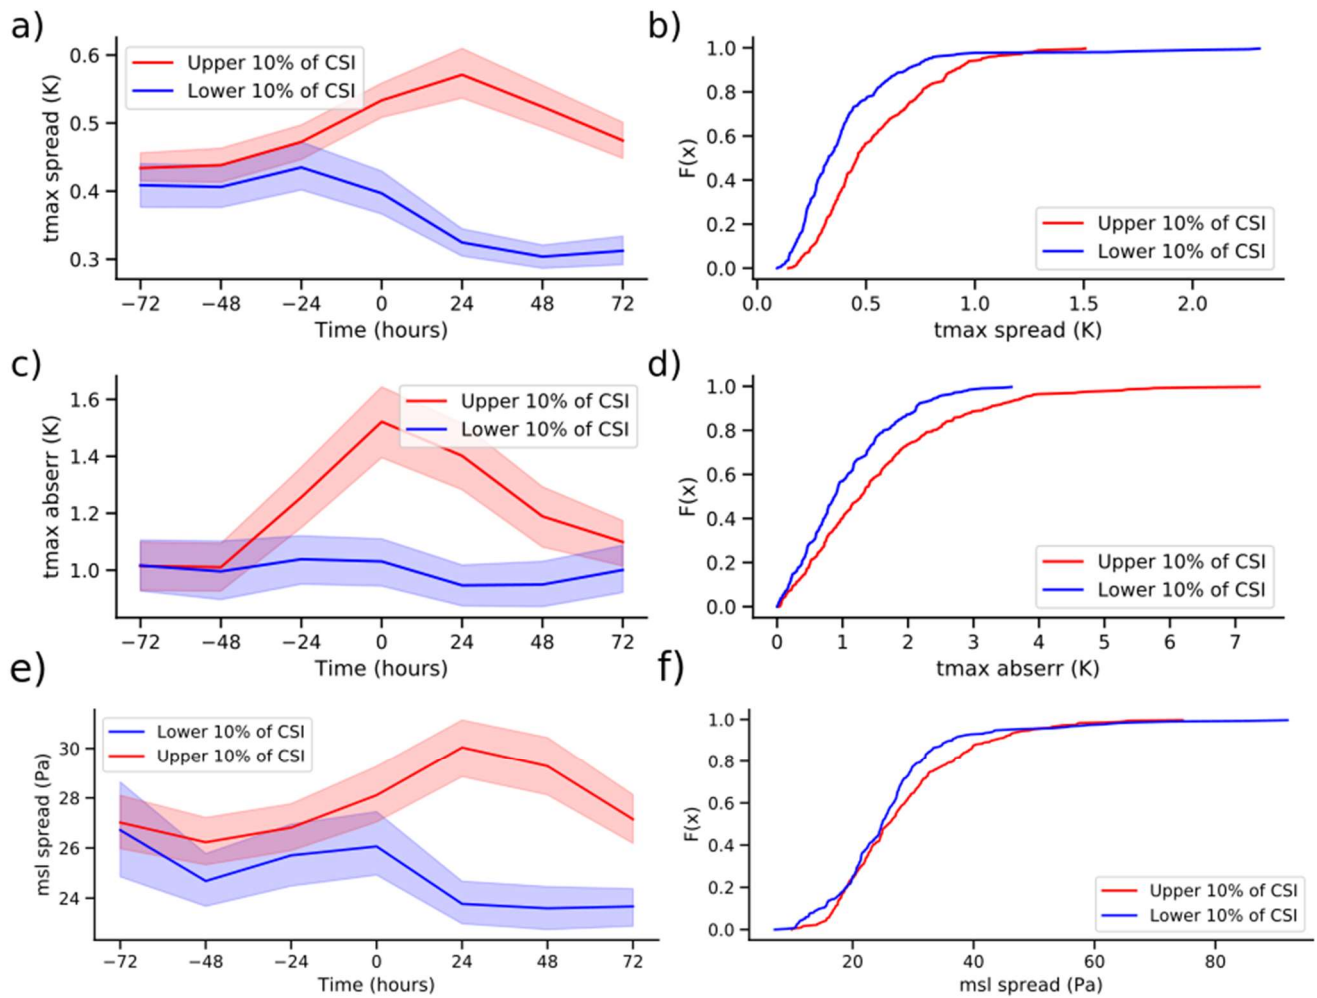 a)
tmax spread (K)
0.6
0.5
0.4
0.3
Upper 10% of CSI
Lower 10% of CSI
−72 −48 −24 0 24 48 72
Time (hours)
b)
F(x)
1.0
0.8
0.6
0.4
0.2
0.0
Upper 10% of CSI
Lower 10% of CSI
0.0 0.5 1.0 1.5 2.0
tmax spread (K)
c)
tmax abserr (K)
1.6
1.4
1.2
1.0
Upper 10% of CSI
Lower 10% of CSI
−72 −48 −24 0 24 48 72
Time (hours)
d)
F(x)
1.0
0.8
0.6
0.4
0.2
0.0
Upper 10% of CSI
Lower 10% of CSI
0 1 2 3 4 5 6 7
tmax abserr (K)
e)
msl spread (Pa)
30
28
26
24
Lower 10% of CSI
Upper 10% of CSI
−72 −48 −24 0 24 48 72
Time (hours)
f)
F(x)
1.0
0.8
0.6
0.4
0.2
0.0
Upper 10% of CSI
Lower 10% of CSI
20 40 60 80
msl spread (Pa)